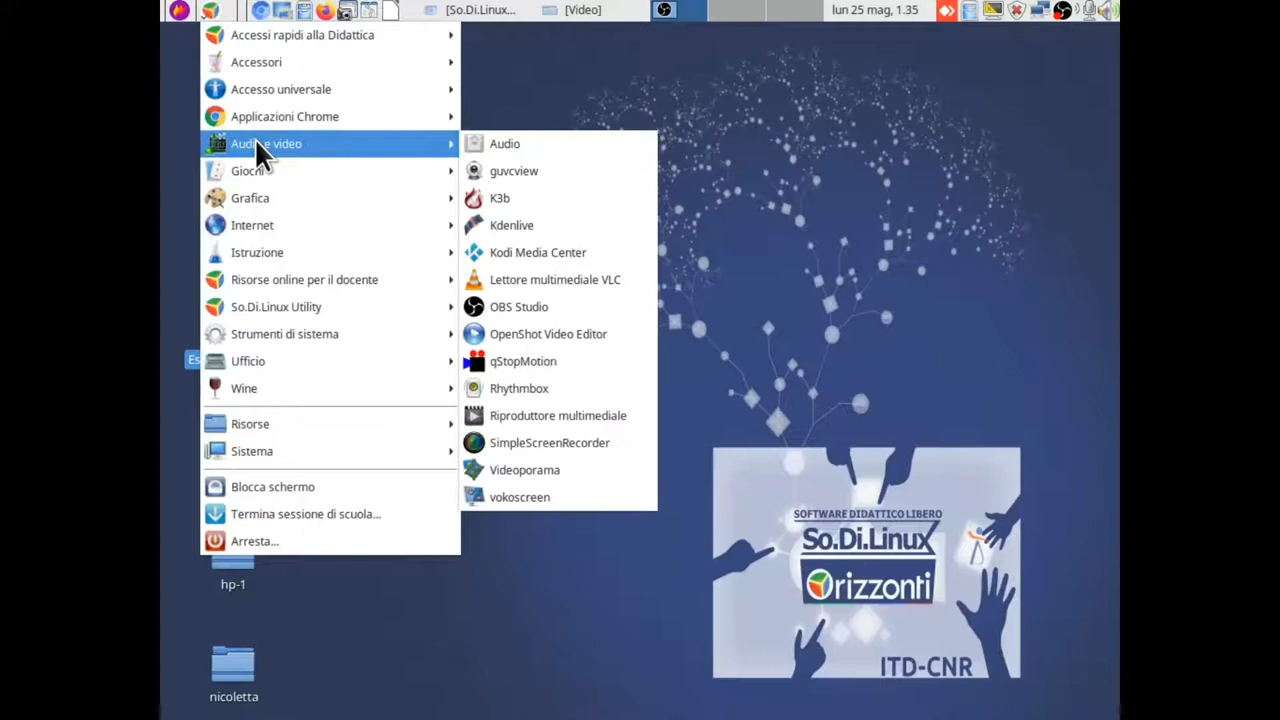 [So.Di.Linux...
[Video]
lun 25 mag, 1.35
Accessi rapidi alla Didattica
Accessori
Accesso universale
Applicazioni Chrome
Audio e video
Giochi
Grafica
Internet
Istruzione
Risorse online per il docente
So.Di.Linux Utility
Strumenti di sistema
Ufficio
Wine
Risorse
Sistema
Blocca schermo
Termina sessione di scuola...
Arresta...
Audio
guvcview
K3b
Kdenlive
Kodi Media Center
Lettore multimediale VLC
OBS Studio
OpenShot Video Editor
qStopMotion
Rhythmbox
Riproduttore multimediale
SimpleScreenRecorder
Videoporama
vokoscreen
Es
hp-1
nicoletta
SOFTWARE DIDATTICO LIBERO
So.Di.Linux
Orizzonti
ITD-CNR